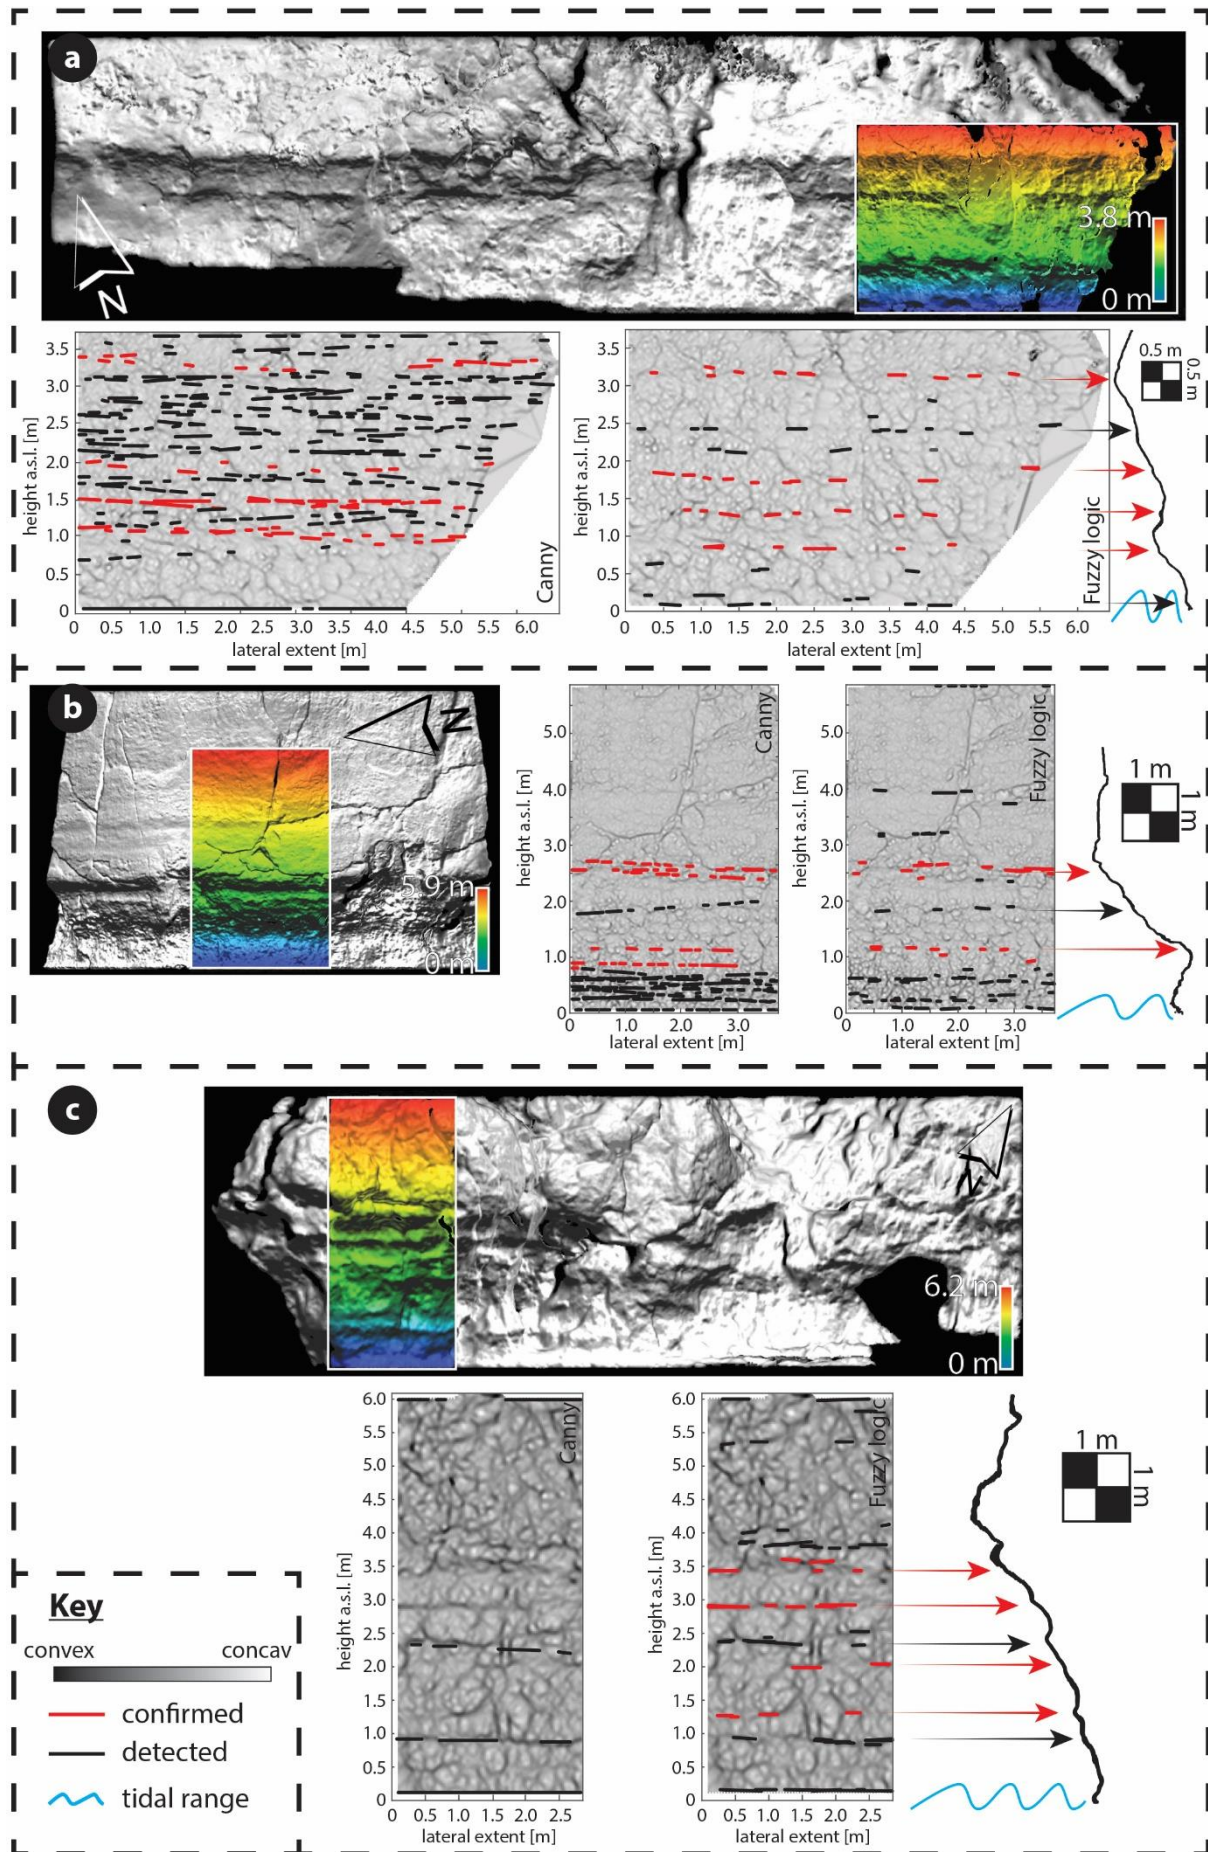 a
N
3.8 m
0 m
3.5
3.0
2.5
2.0
1.5
1.0
0.5
0
height a.s.l. [m]
Canny
0 0.5 1.0 1.5 2.0 2.5 3.0 3.5 4.0 4.5 5.0 5.5 6.0
lateral extent [m]
3.5
3.0
2.5
2.0
1.5
1.0
0.5
0
height a.s.l. [m]
Fuzzy logic
0 0.5 1.0 1.5 2.0 2.5 3.0 3.5 4.0 4.5 5.0 5.5 6.0
lateral extent [m]
0.5 m
0.5 m
b
N
5.9 m
0 m
5.0
4.0
3.0
2.0
1.0
0
height a.s.l. [m]
Canny
0 1.0 2.0 3.0
lateral extent [m]
5.0
4.0
3.0
2.0
1.0
0
height a.s.l. [m]
Fuzzy logic
0 1.0 2.0 3.0
lateral extent [m]
1 m
1 m
c
N
6.2 m
0 m
6.0
5.5
5.0
4.5
4.0
3.5
3.0
2.5
2.0
1.5
1.0
0.5
0
height a.s.l. [m]
Canny
0 0.5 1.0 1.5 2.0 2.5
lateral extent [m]
6.0
5.5
5.0
4.5
4.0
3.5
3.0
2.5
2.0
1.5
1.0
0.5
0
height a.s.l. [m]
Fuzzy logic
0 0.5 1.0 1.5 2.0 2.5
lateral extent [m]
1 m
1 m
Key
convex concav
confirmed
detected
tidal range